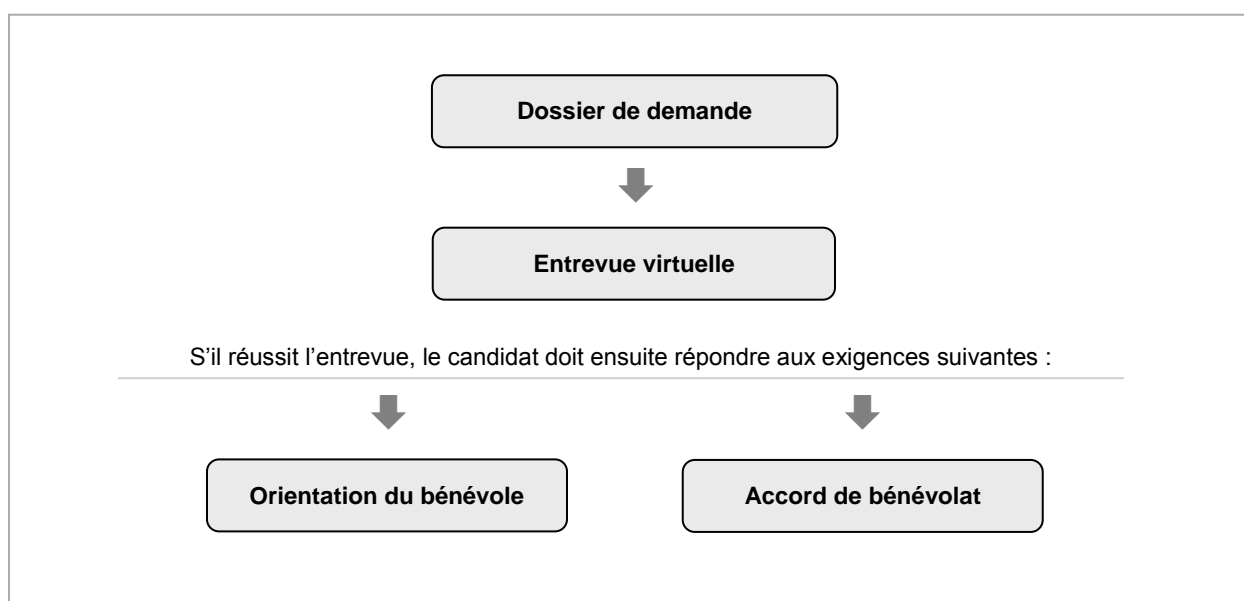 Dossier de demande
Entrevue virtuelle
S’il réussit l’entrevue, le candidat doit ensuite répondre aux exigences suivantes :
Orientation du bénévole
Accord de bénévolat